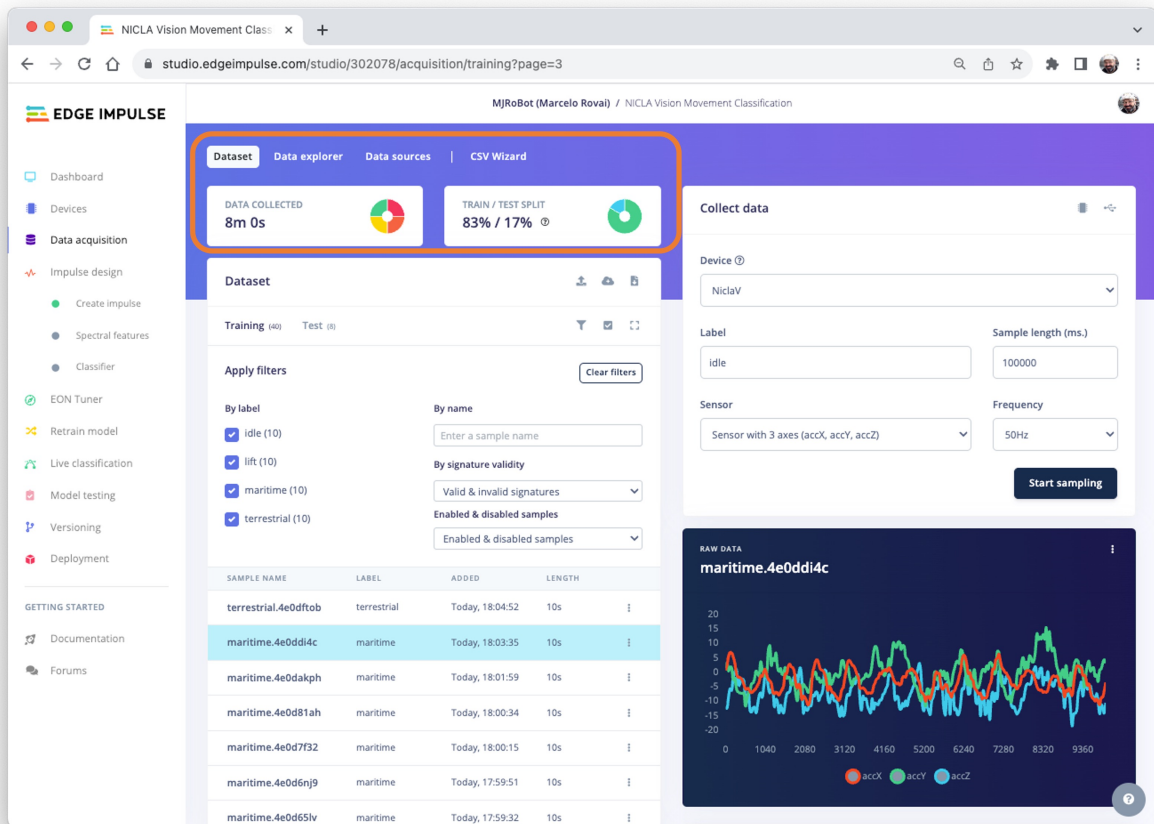 NICLA Vision Movement Class
studio.edgeimpulse.com/studio/302078/acquisition/training?page=3
EDGE IMPULSE
MJRoBot (Marcelo Rovai) / NICLA Vision Movement Classification
Dashboard
Devices
Data acquisition
Impulse design
Create impulse
Spectral features
Classifier
EON Tuner
Retrain model
Live classification
Model testing
Versioning
Deployment
GETTING STARTED
Documentation
Forums
Dataset Data explorer Data sources | CSV Wizard
DATA COLLECTED
8m 0s
TRAIN / TEST SPLIT
83% / 17% ?
Dataset
Training (40) Test (8)
Apply filters
Clear filters
By label
idle (10)
lift (10)
maritime (10)
terrestrial (10)
By name
Enter a sample name
By signature validity
Valid & invalid signatures
Enabled & disabled samples
Enabled & disabled samples
SAMPLE NAME LABEL ADDED LENGTH
terrestrial.4e0dftob terrestrial Today, 18:04:52 10s
maritime.4e0ddi4c maritime Today, 18:03:35 10s
maritime.4e0dakph maritime Today, 18:01:59 10s
maritime.4e0d81ah maritime Today, 18:00:34 10s
maritime.4e0d7f32 maritime Today, 18:00:15 10s
maritime.4e0d6nj9 maritime Today, 17:59:51 10s
maritime.4e0d65lv maritime Today, 17:59:32 10s
Collect data
Device ?
NiclaV
Label
idle
Sample length (ms.)
100000
Sensor
Sensor with 3 axes (accX, accY, accZ)
Frequency
50Hz
Start sampling
RAW DATA
maritime.4e0ddi4c
20
15
10
5
0
-5
-10
-15
-20
0 1040 2080 3120 4160 5200 6240 7280 8320 9360
accX accY accZ
?